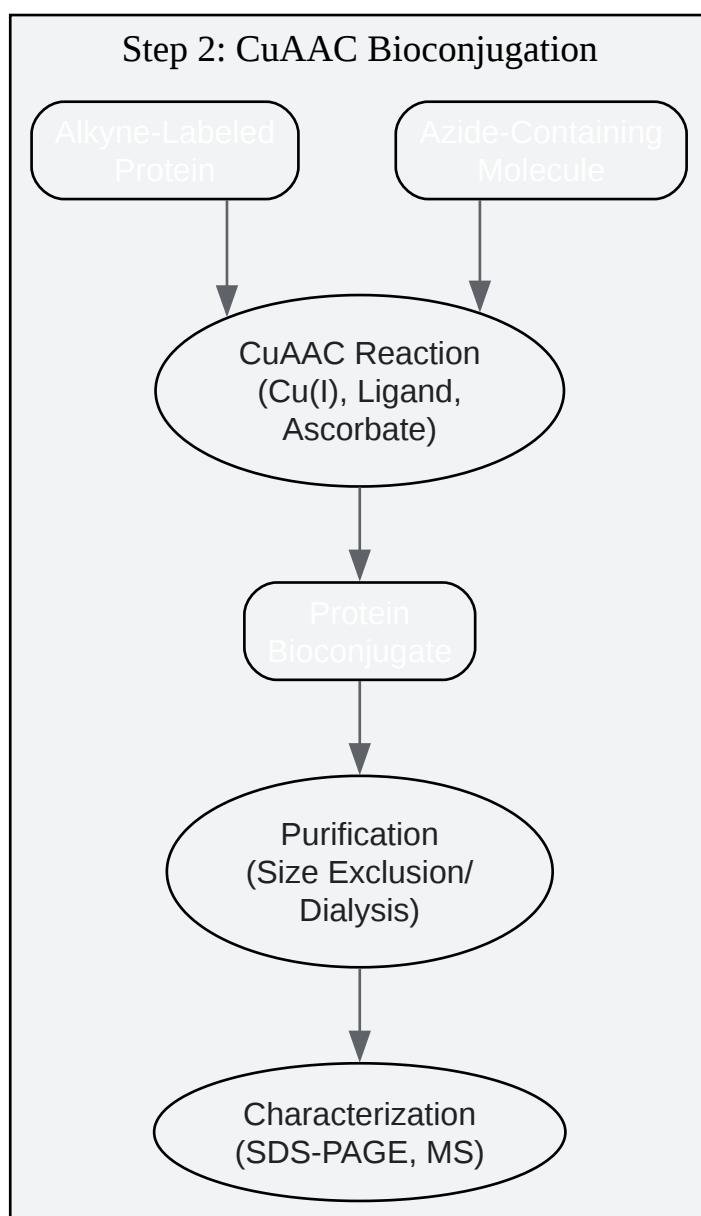 Step 2: CuAAC Bioconjugation
Alkyne-Labeled
Protein
Azide-Containing
Molecule
CuAAC Reaction
(Cu(I), Ligand,
Ascorbate)
Protein
Bioconjugate
Purification
(Size Exclusion/
Dialysis)
Characterization
(SDS-PAGE, MS)